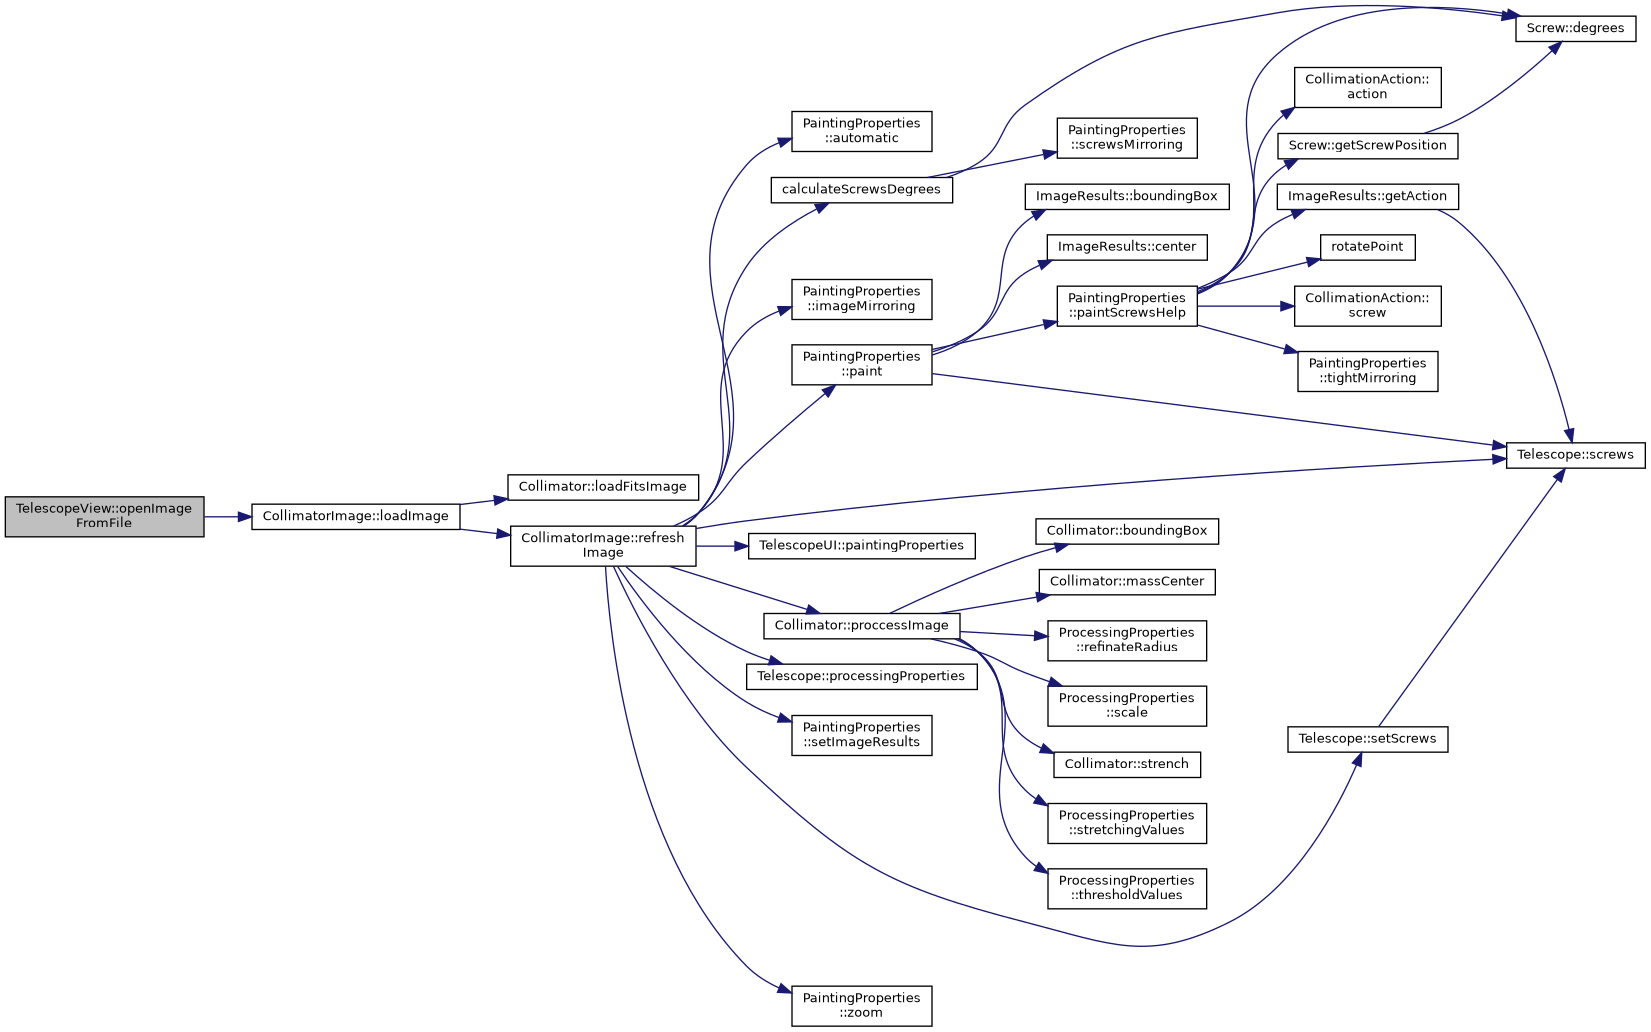 TelescopeView::openImage
FromFile
CollimatorImage::loadImage
Collimator::loadFitsImage
CollimatorImage::refresh
Image
PaintingProperties
::automatic
calculateScrewsDegrees
PaintingProperties
::imageMirroring
PaintingProperties
::paint
TelescopeUI::paintingProperties
Collimator::proccessImage
Telescope::processingProperties
PaintingProperties
::setImageResults
PaintingProperties
::zoom
PaintingProperties
::screwsMirroring
ImageResults::boundingBox
ImageResults::center
PaintingProperties
::paintScrewsHelp
Collimator::boundingBox
Collimator::massCenter
ProcessingProperties
::refinateRadius
ProcessingProperties
::scale
Collimator::strench
ProcessingProperties
::stretchingValues
ProcessingProperties
::thresholdValues
CollimationAction::
action
Screw::getScrewPosition
ImageResults::getAction
rotatePoint
CollimationAction::
screw
PaintingProperties
::tightMirroring
Telescope::setScrews
Screw::degrees
Telescope::screws